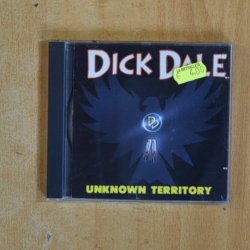 DICK DALE
UNKNOWN TERRITORY